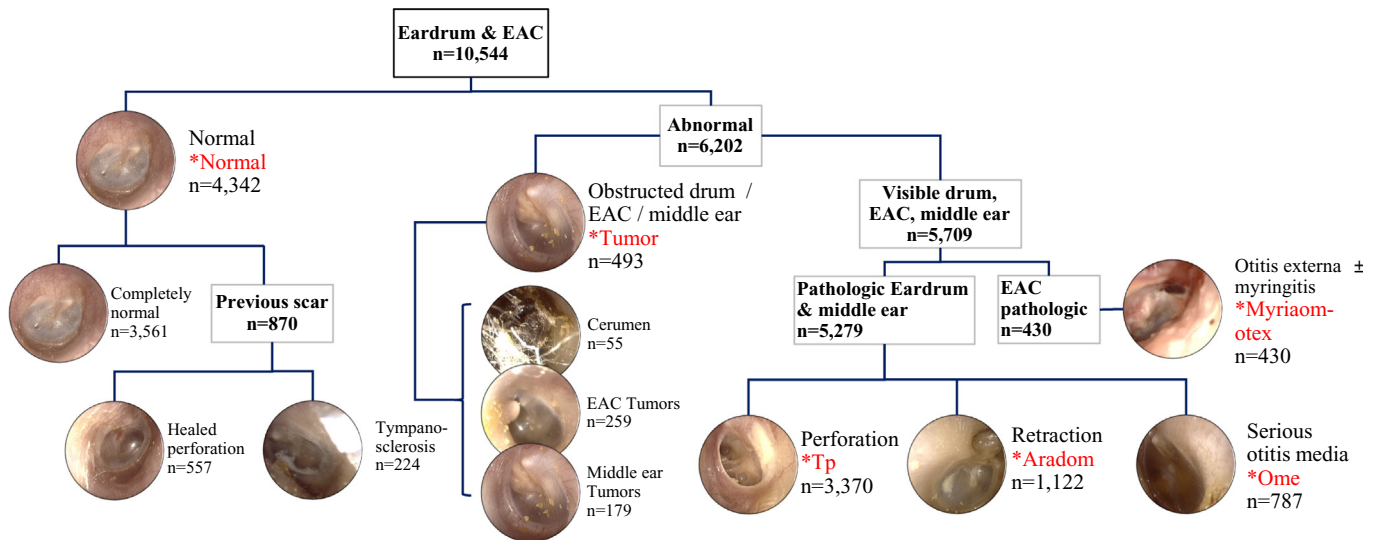 Eardrum & EAC
n=10,544
Normal
*Normal
n=4,342
Abnormal
n=6,202
Obstructed drum /
EAC / middle ear
*Tumor
n=493
Visible drum,
EAC, middle ear
n=5,709
Completely
normal
n=3,561
Previous scar
n=870
Cerumen
n=55
Pathologic Eardrum
& middle ear
n=5,279
EAC
pathologic
n=430
Otitis externa ±
myringitis
*Myriaom-
otex
n=430
Healed
perforation
n=557
Tympano-
sclerosis
n=224
EAC Tumors
n=259
Middle ear
Tumors
n=179
Perforation
*Tp
n=3,370
Retraction
*Aradom
n=1,122
Serious
otitis media
*Ome
n=787